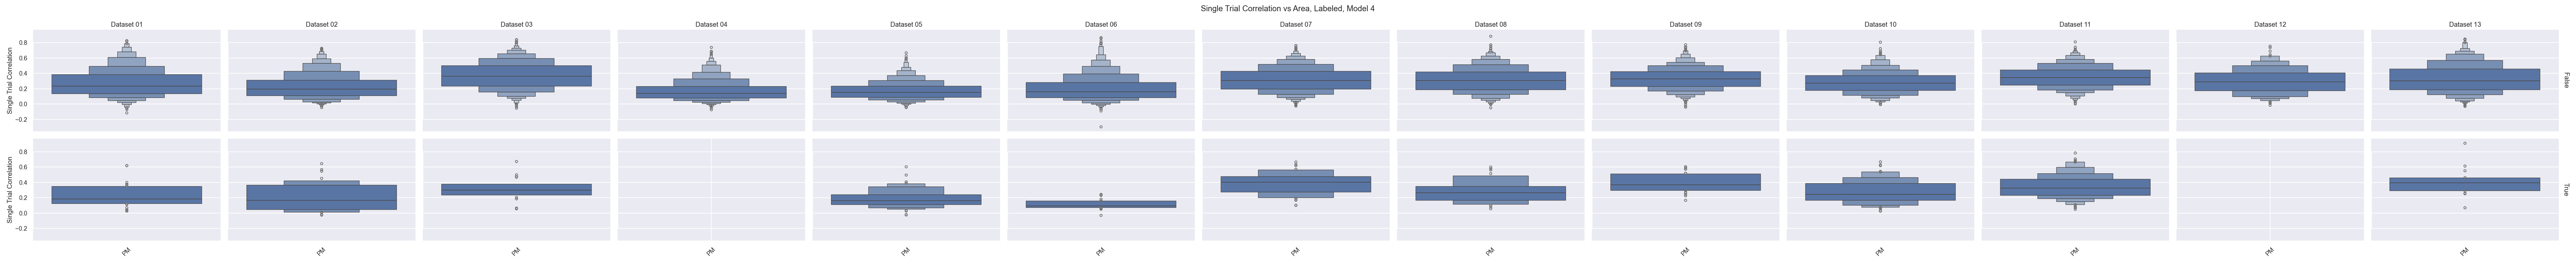 Single Trial Correlation vs Area, Labeled, Model 4
Dataset 01 Dataset 02 Dataset 03 Dataset 04 Dataset 05 Dataset 06 Dataset 07 Dataset 08 Dataset 09 Dataset 10 Dataset 11 Dataset 12 Dataset 13
Single Trial Correlation
0.8
0.6
0.4
0.2
0.0
−0.2
False
Single Trial Correlation
0.8
0.6
0.4
0.2
0.0
−0.2
True
PM PM PM PM PM PM PM PM PM PM PM PM PM